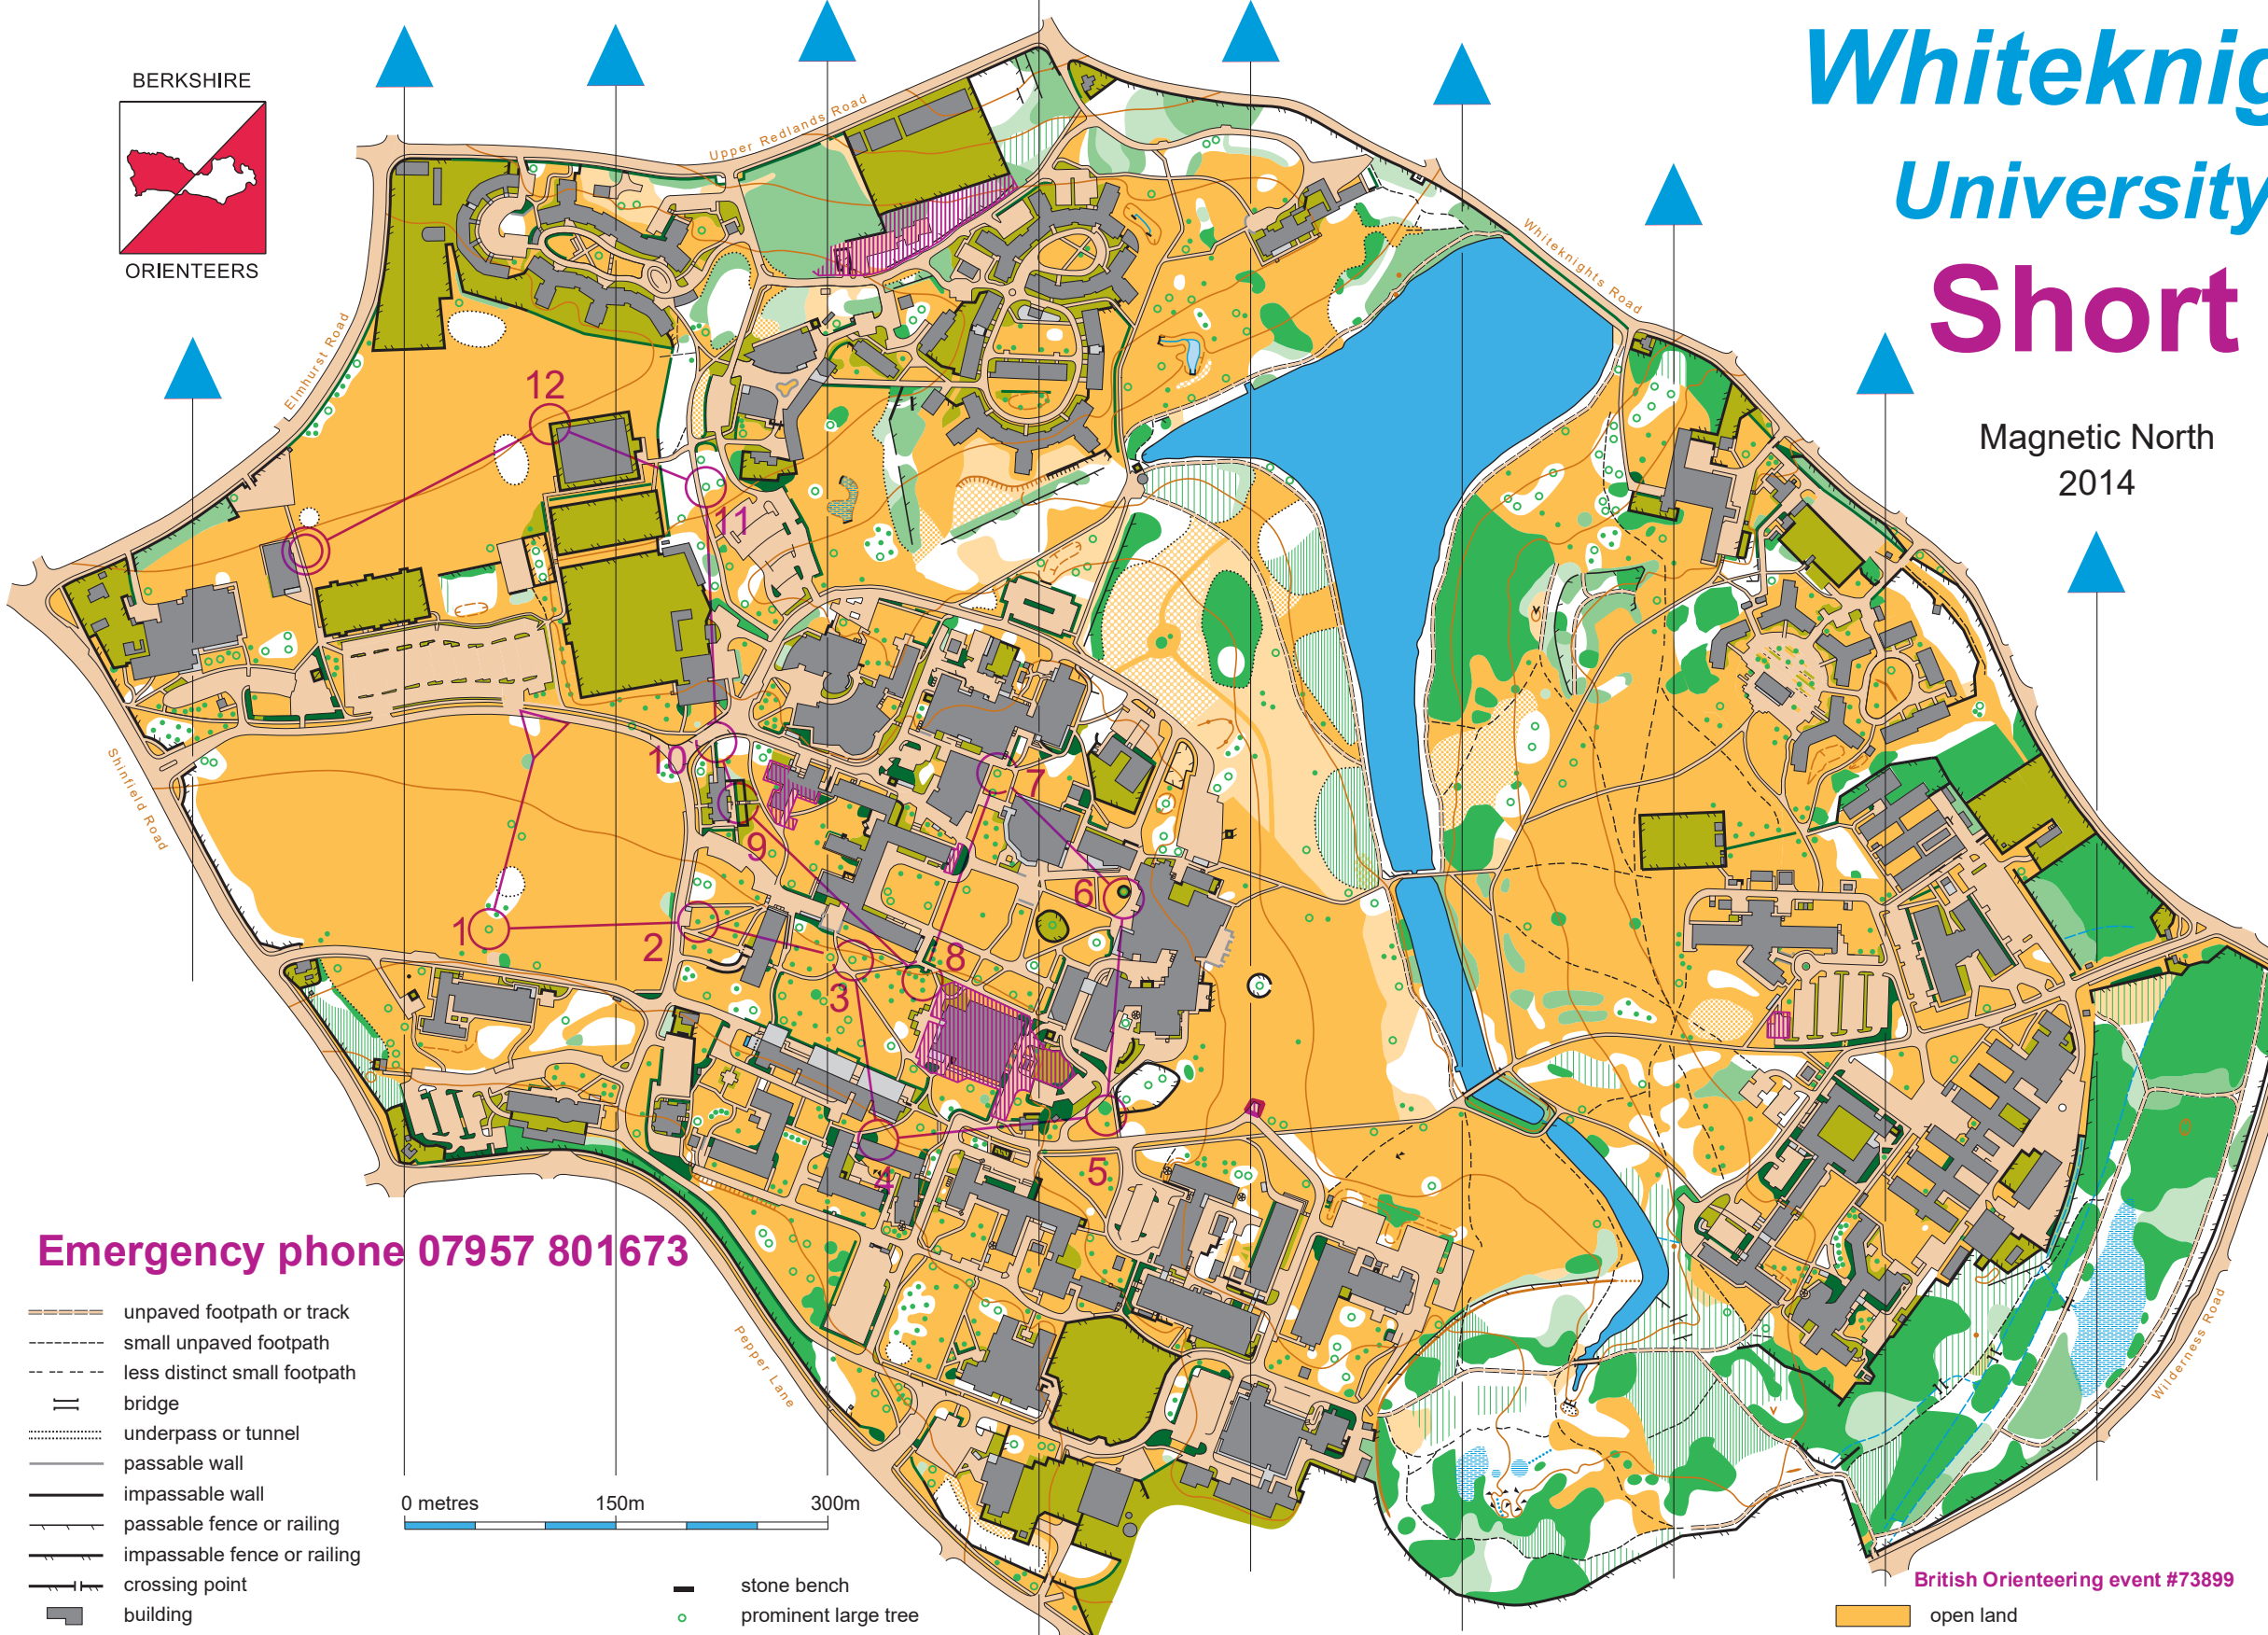 BERKSHIRE
ORIENTEERS
Whiteknig
University
Short
Magnetic North
2014
Upper Redlands Road
Whiteknights Road
Elmhurst Road
Shinfield Road
Pepper Lane
Wilderness Road
12
11
10
7
9
6
1
2
8
3
5
4
Emergency phone 07957 801673
unpaved footpath or track
small unpaved footpath
less distinct small footpath
bridge
underpass or tunnel
passable wall
impassable wall
passable fence or railing
impassable fence or railing
crossing point
building
0 metres 150m 300m
stone bench
prominent large tree
British Orienteering event #73899
open land